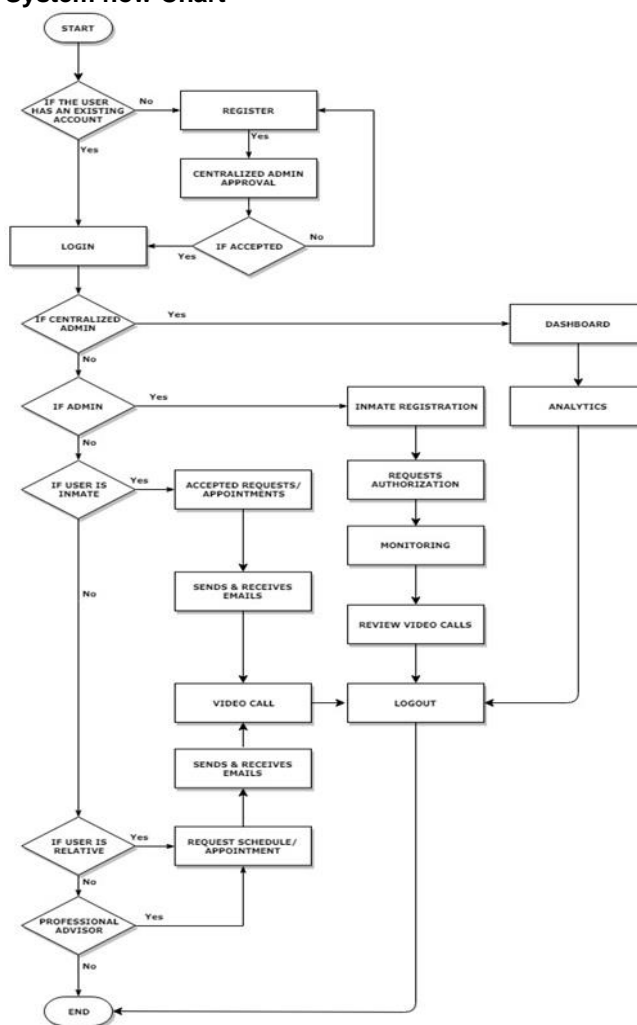 System flow Chart
START
IF THE USER
HAS AN EXISTING
ACCOUNT
No
REGISTER
Yes
Yes
CENTRALIZED ADMIN
APPROVAL
LOGIN
Yes
IF ACCEPTED
No
IF CENTRALIZED
ADMIN
Yes
DASHBOARD
No
IF ADMIN
Yes
INMATE REGISTRATION
ANALYTICS
No
IF USER IS
INMATE
Yes
ACCEPTED REQUESTS/
APPOINTMENTS
REQUESTS
AUTHORIZATION
MONITORING
No
SENDS & RECEIVES
EMAILS
REVIEW VIDEO CALLS
VIDEO CALL
LOGOUT
SENDS & RECEIVES
EMAILS
IF USER IS
RELATIVE
Yes
REQUEST SCHEDULE/
APPOINTMENT
No
PROFESSIONAL
ADVISOR
Yes
No
END